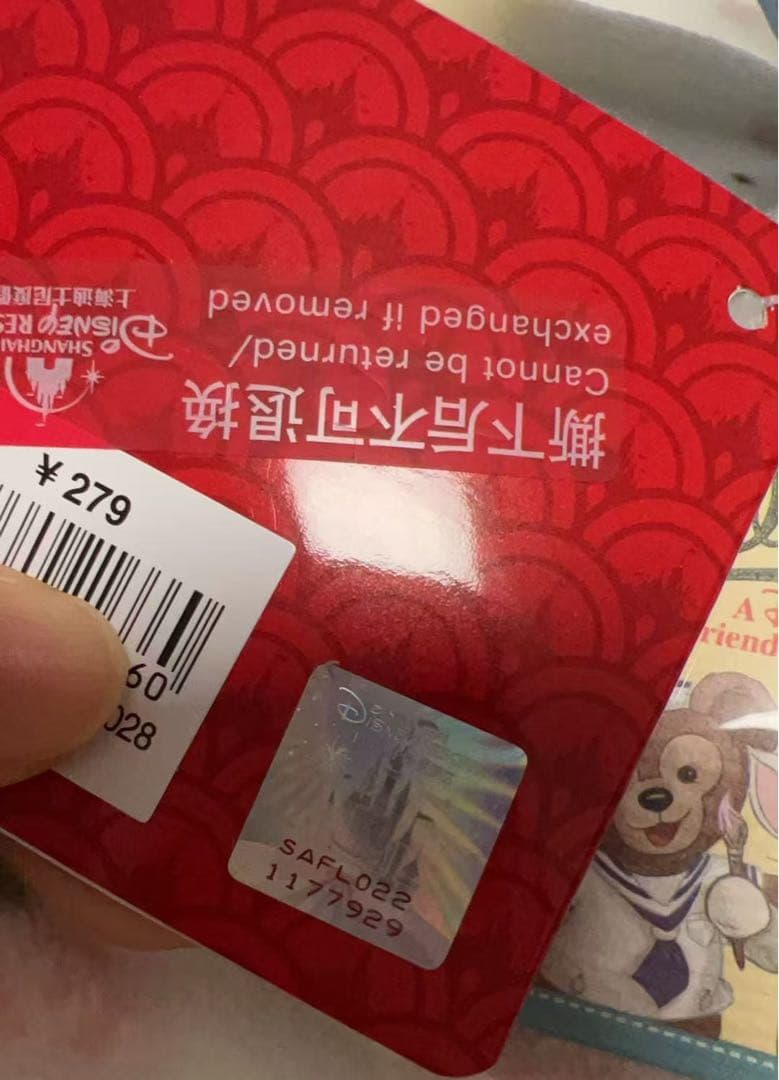 撕下后不可退换
Cannot be returned/
exchanged if removed
SHANGHAI
DISNEY RES
上海迪士尼度假
¥ 279
60
028
Disney
SAFL022
1177929
A
riend